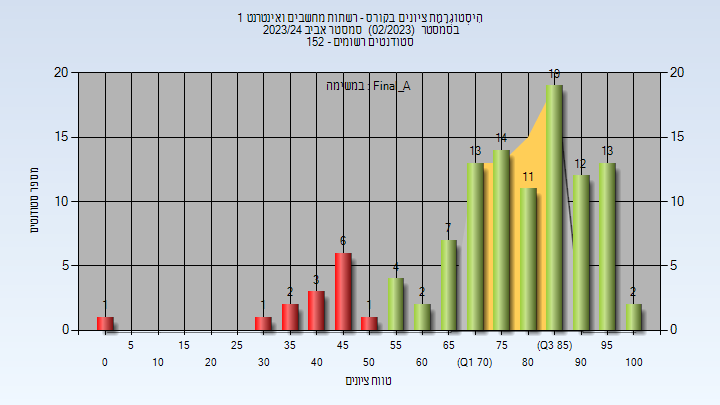 היסטוגרמת ציונים בקורס - רשתות מחשבים ואינטרנט 1
בסמסטר (02/2023) סמסטר אביב 2023/24
סטודנטים רשומים - 152
במשימה : Final_A
מספר סטודנטים
20 20
15 15
10 10
5 5
0 0
1 1 2 3 6 1 4 2 7 13 14 11 19 12 13 2
5 15 25 35 45 55 65 75 (Q3 85) 95
0 10 20 30 40 50 60 (Q1 70) 80 90 100
טווח ציונים